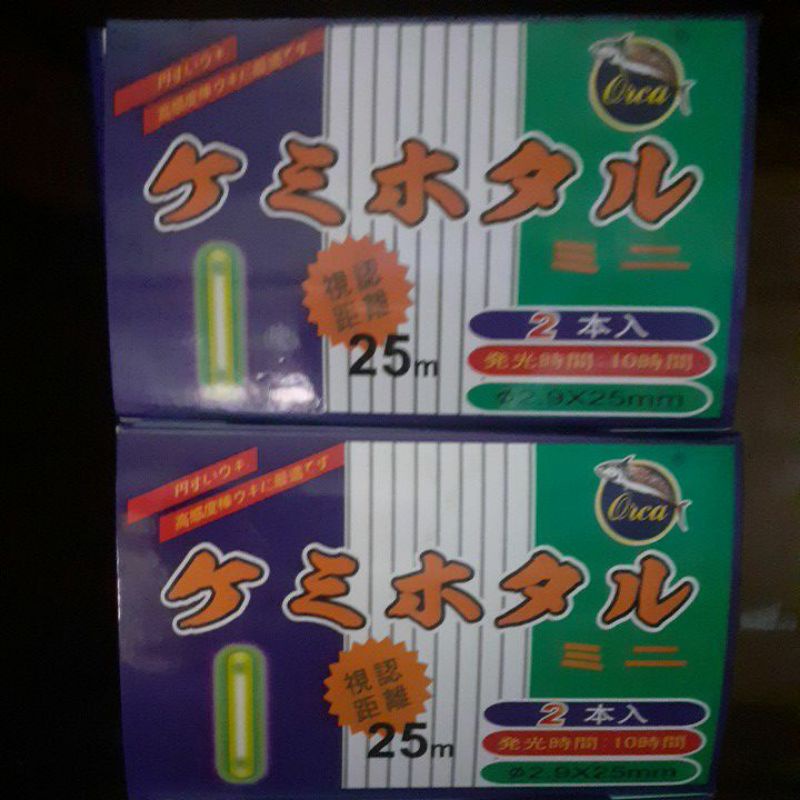 円すいウキ
高感度棒ウキに最適です
Orca
ケミホタル
ミニ
視認
距離
25m
2本入
発光時間:10時間
φ2.9X25mm
円すいウキ
高感度棒ウキに最適です
Orca
ケミホタル
ミニ
視認
距離
25m
2本入
発光時間:10時間
φ2.9X25mm